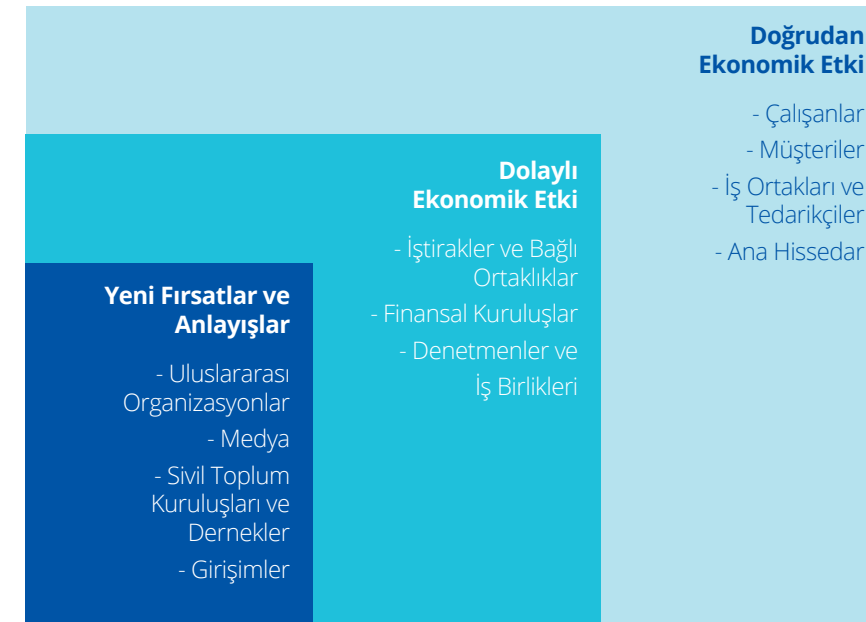 Doğrudan
Ekonomik Etki
- Çalışanlar
- Müşteriler
- İş Ortakları ve
Tedarikçiler
- Ana Hissedar
Dolaylı
Ekonomik Etki
- İştirakler ve Bağlı
Ortaklıklar
- Finansal Kuruluşlar
- Denetmenler ve
İş Birlikleri
Yeni Fırsatlar ve
Anlayışlar
- Uluslararası
Organizasyonlar
- Medya
- Sivil Toplum
Kuruluşları ve
Dernekler
- Girişimler